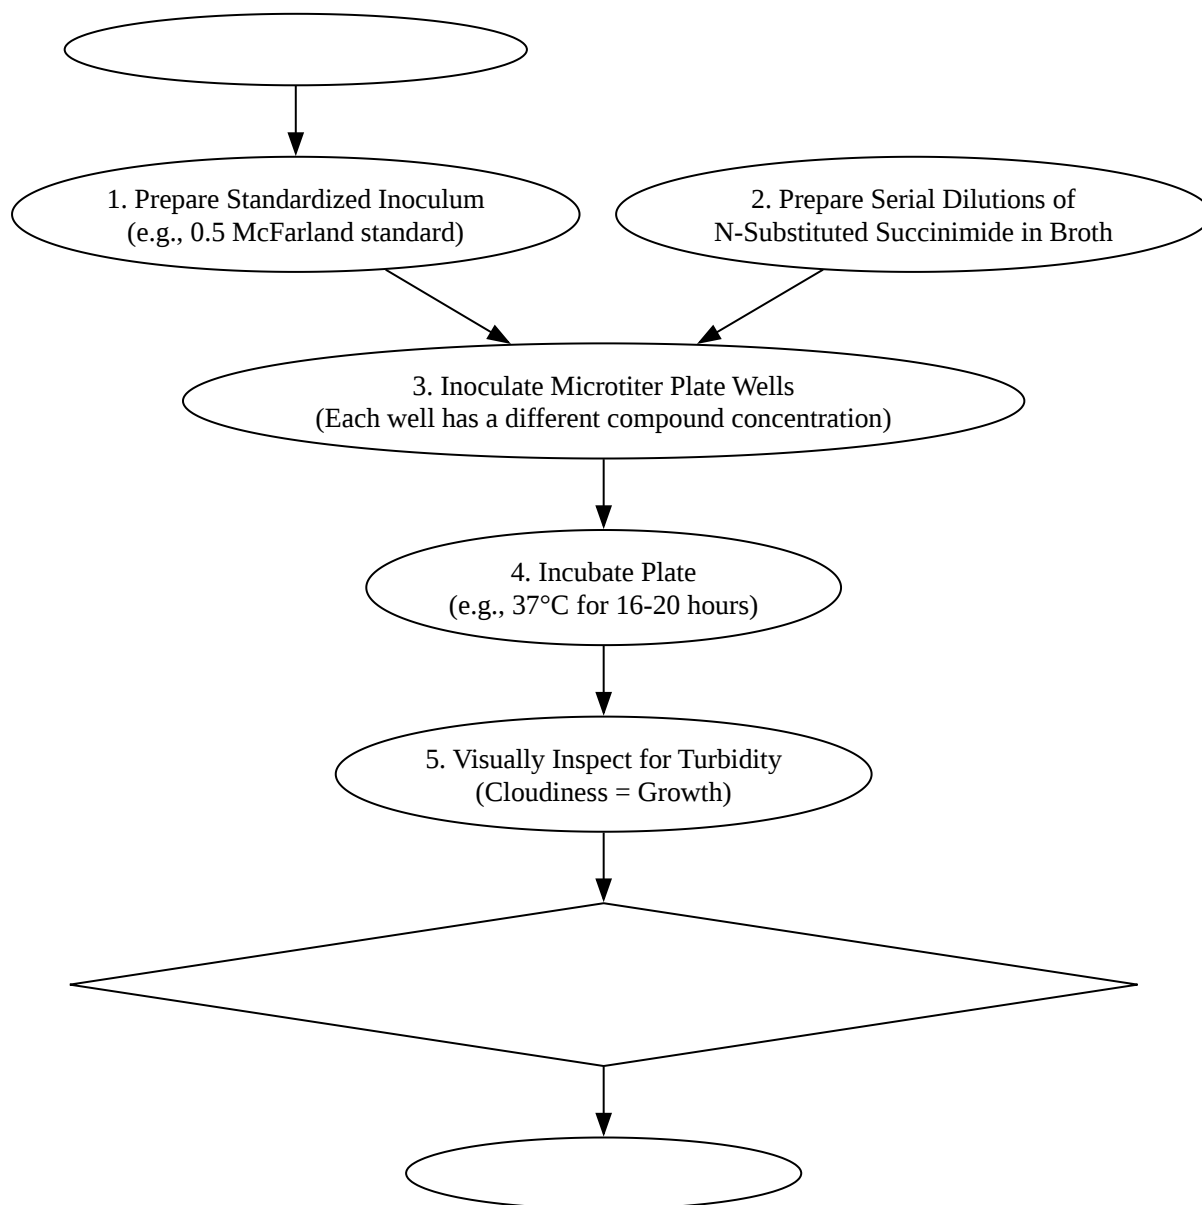 1. Prepare Standardized Inoculum
(e.g., 0.5 McFarland standard)
2. Prepare Serial Dilutions of
N-Substituted Succinimide in Broth
3. Inoculate Microtiter Plate Wells
(Each well has a different compound concentration)
4. Incubate Plate
(e.g., 37°C for 16-20 hours)
5. Visually Inspect for Turbidity
(Cloudiness = Growth)